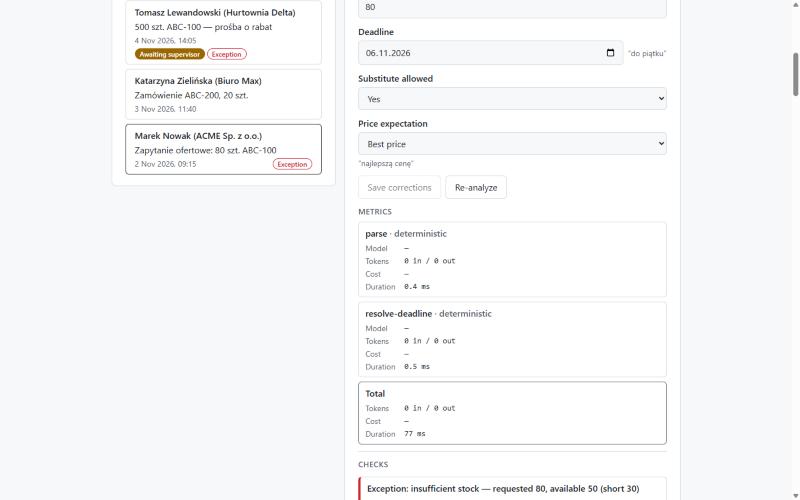 Tomasz Lewandowski (Hurtownia Delta)
500 szt. ABC-100 — prośba o rabat
4 Nov 2026, 14:05
Awaiting supervisor Exception
Katarzyna Zielińska (Biuro Max)
Zamówienie ABC-200, 20 szt.
3 Nov 2026, 11:40
Marek Nowak (ACME Sp. z o.o.)
Zapytanie ofertowe: 80 szt. ABC-100
2 Nov 2026, 09:15 Exception
80
Deadline
06.11.2026 "do piątku"
Substitute allowed
Yes
Price expectation
Best price
"najlepszą cenę"
Save corrections Re-analyze
METRICS
parse · deterministic
Model –
Tokens 0 in / 0 out
Cost –
Duration 0.4 ms
resolve-deadline · deterministic
Model –
Tokens 0 in / 0 out
Cost –
Duration 0.5 ms
Total
Tokens 0 in / 0 out
Duration 77 ms
CHECKS
Exception: insufficient stock — requested 80, available 50 (short 30)